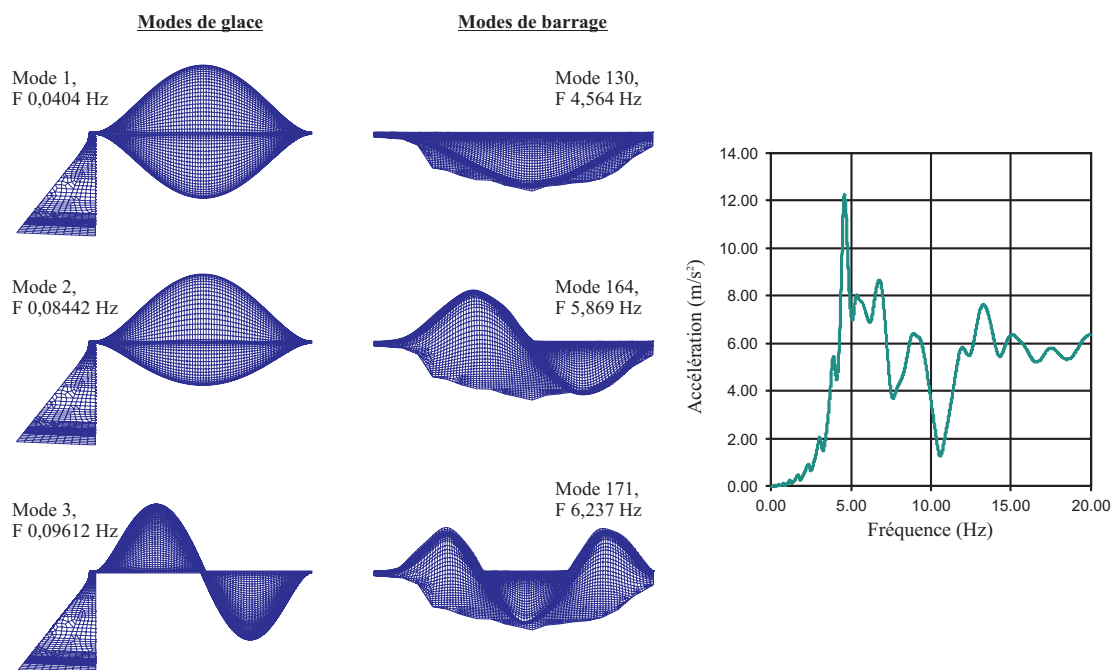 Modes de glace
Modes de barrage
Mode 1,
F 0,0404 Hz
Mode 130,
F 4,564 Hz
Mode 2,
F 0,08442 Hz
Mode 164,
F 5,869 Hz
Mode 3,
F 0,09612 Hz
Mode 171,
F 6,237 Hz
Accélération (m/s²)
14.00
12.00
10.00
8.00
6.00
4.00
2.00
0.00
0.00 5.00 10.00 15.00 20.00
Fréquence (Hz)